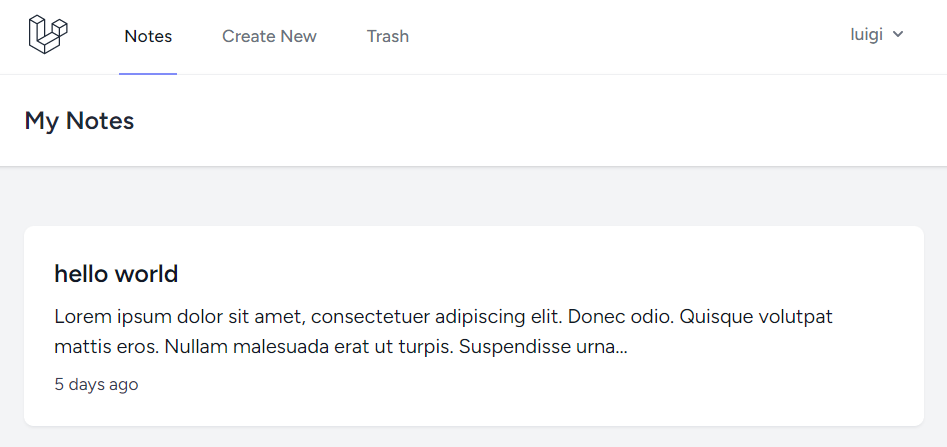 Notes Create New Trash luigi
My Notes
hello world
Lorem ipsum dolor sit amet, consectetuer adipiscing elit. Donec odio. Quisque volutpat
mattis eros. Nullam malesuada erat ut turpis. Suspendisse urna...
5 days ago